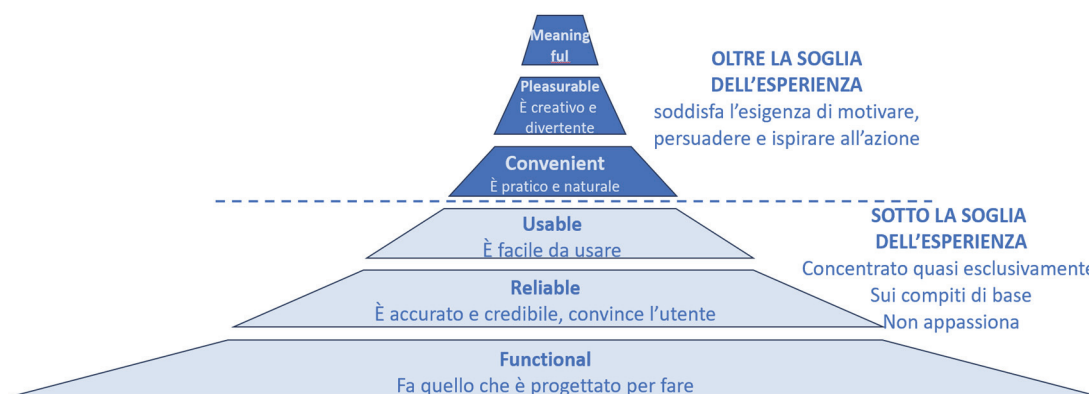 Meaning
ful
Pleasurable
È creativo e
divertente
Convenient
È pratico e naturale
OLTRE LA SOGLIA
DELL'ESPERIENZA
soddisfa l'esigenza di motivare,
persuadere e ispirare all'azione
Usable
È facile da usare
Reliable
È accurato e credibile, convince l'utente
Functional
Fa quello che è progettato per fare
SOTTO LA SOGLIA
DELL'ESPERIENZA
Concentrato quasi esclusivamente
Sui compiti di base
Non appassiona